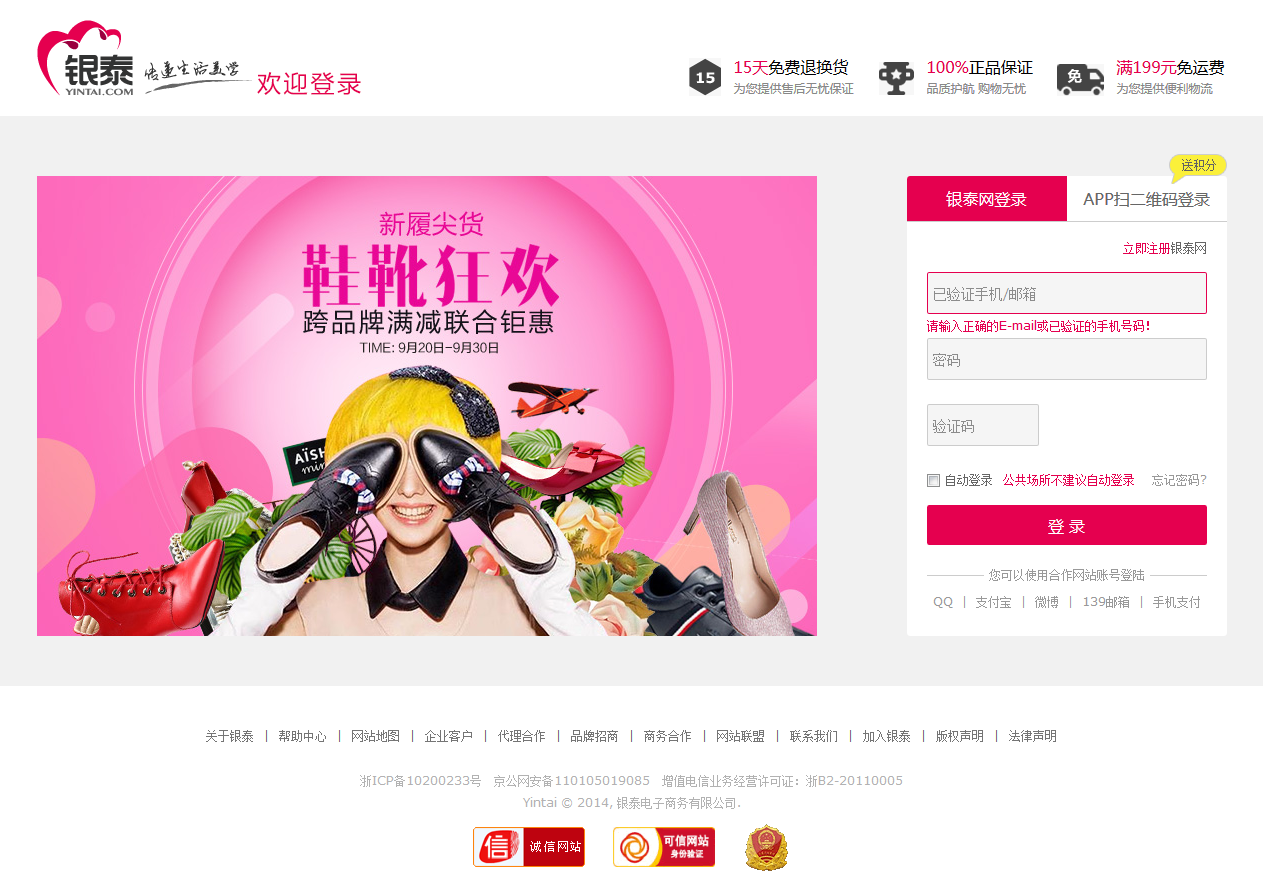 银泰
YINTAI.COM
传递生活美学
欢迎登录
15
15天免费退换货
为您提供售后无忧保证
100%正品保证
品质护航 购物无忧
免
满199元免运费
为您提供便利物流
新履尖货
鞋靴狂欢
跨品牌满减联合钜惠
TIME: 9月20日-9月30日
AÏSH
mini
送积分
银泰网登录
APP扫二维码登录
立即注册银泰网
已验证手机/邮箱
请输入正确的E-mail或已验证的手机号码!
密码
验证码
自动登录 公共场所不建议自动登录 忘记密码?
登 录
您可以使用合作网站账号登陆
QQ | 支付宝 | 微博 | 139邮箱 | 手机支付
关于银泰 | 帮助中心 | 网站地图 | 企业客户 | 代理合作 | 品牌招商 | 商务合作 | 网站联盟 | 联系我们 | 加入银泰 | 版权声明 | 法律声明
浙ICP备10200233号 京公网安备110105019085 增值电信业务经营许可证：浙B2-20110005
Yintai © 2014, 银泰电子商务有限公司.
信 诚信网站
可信网站
身份验证